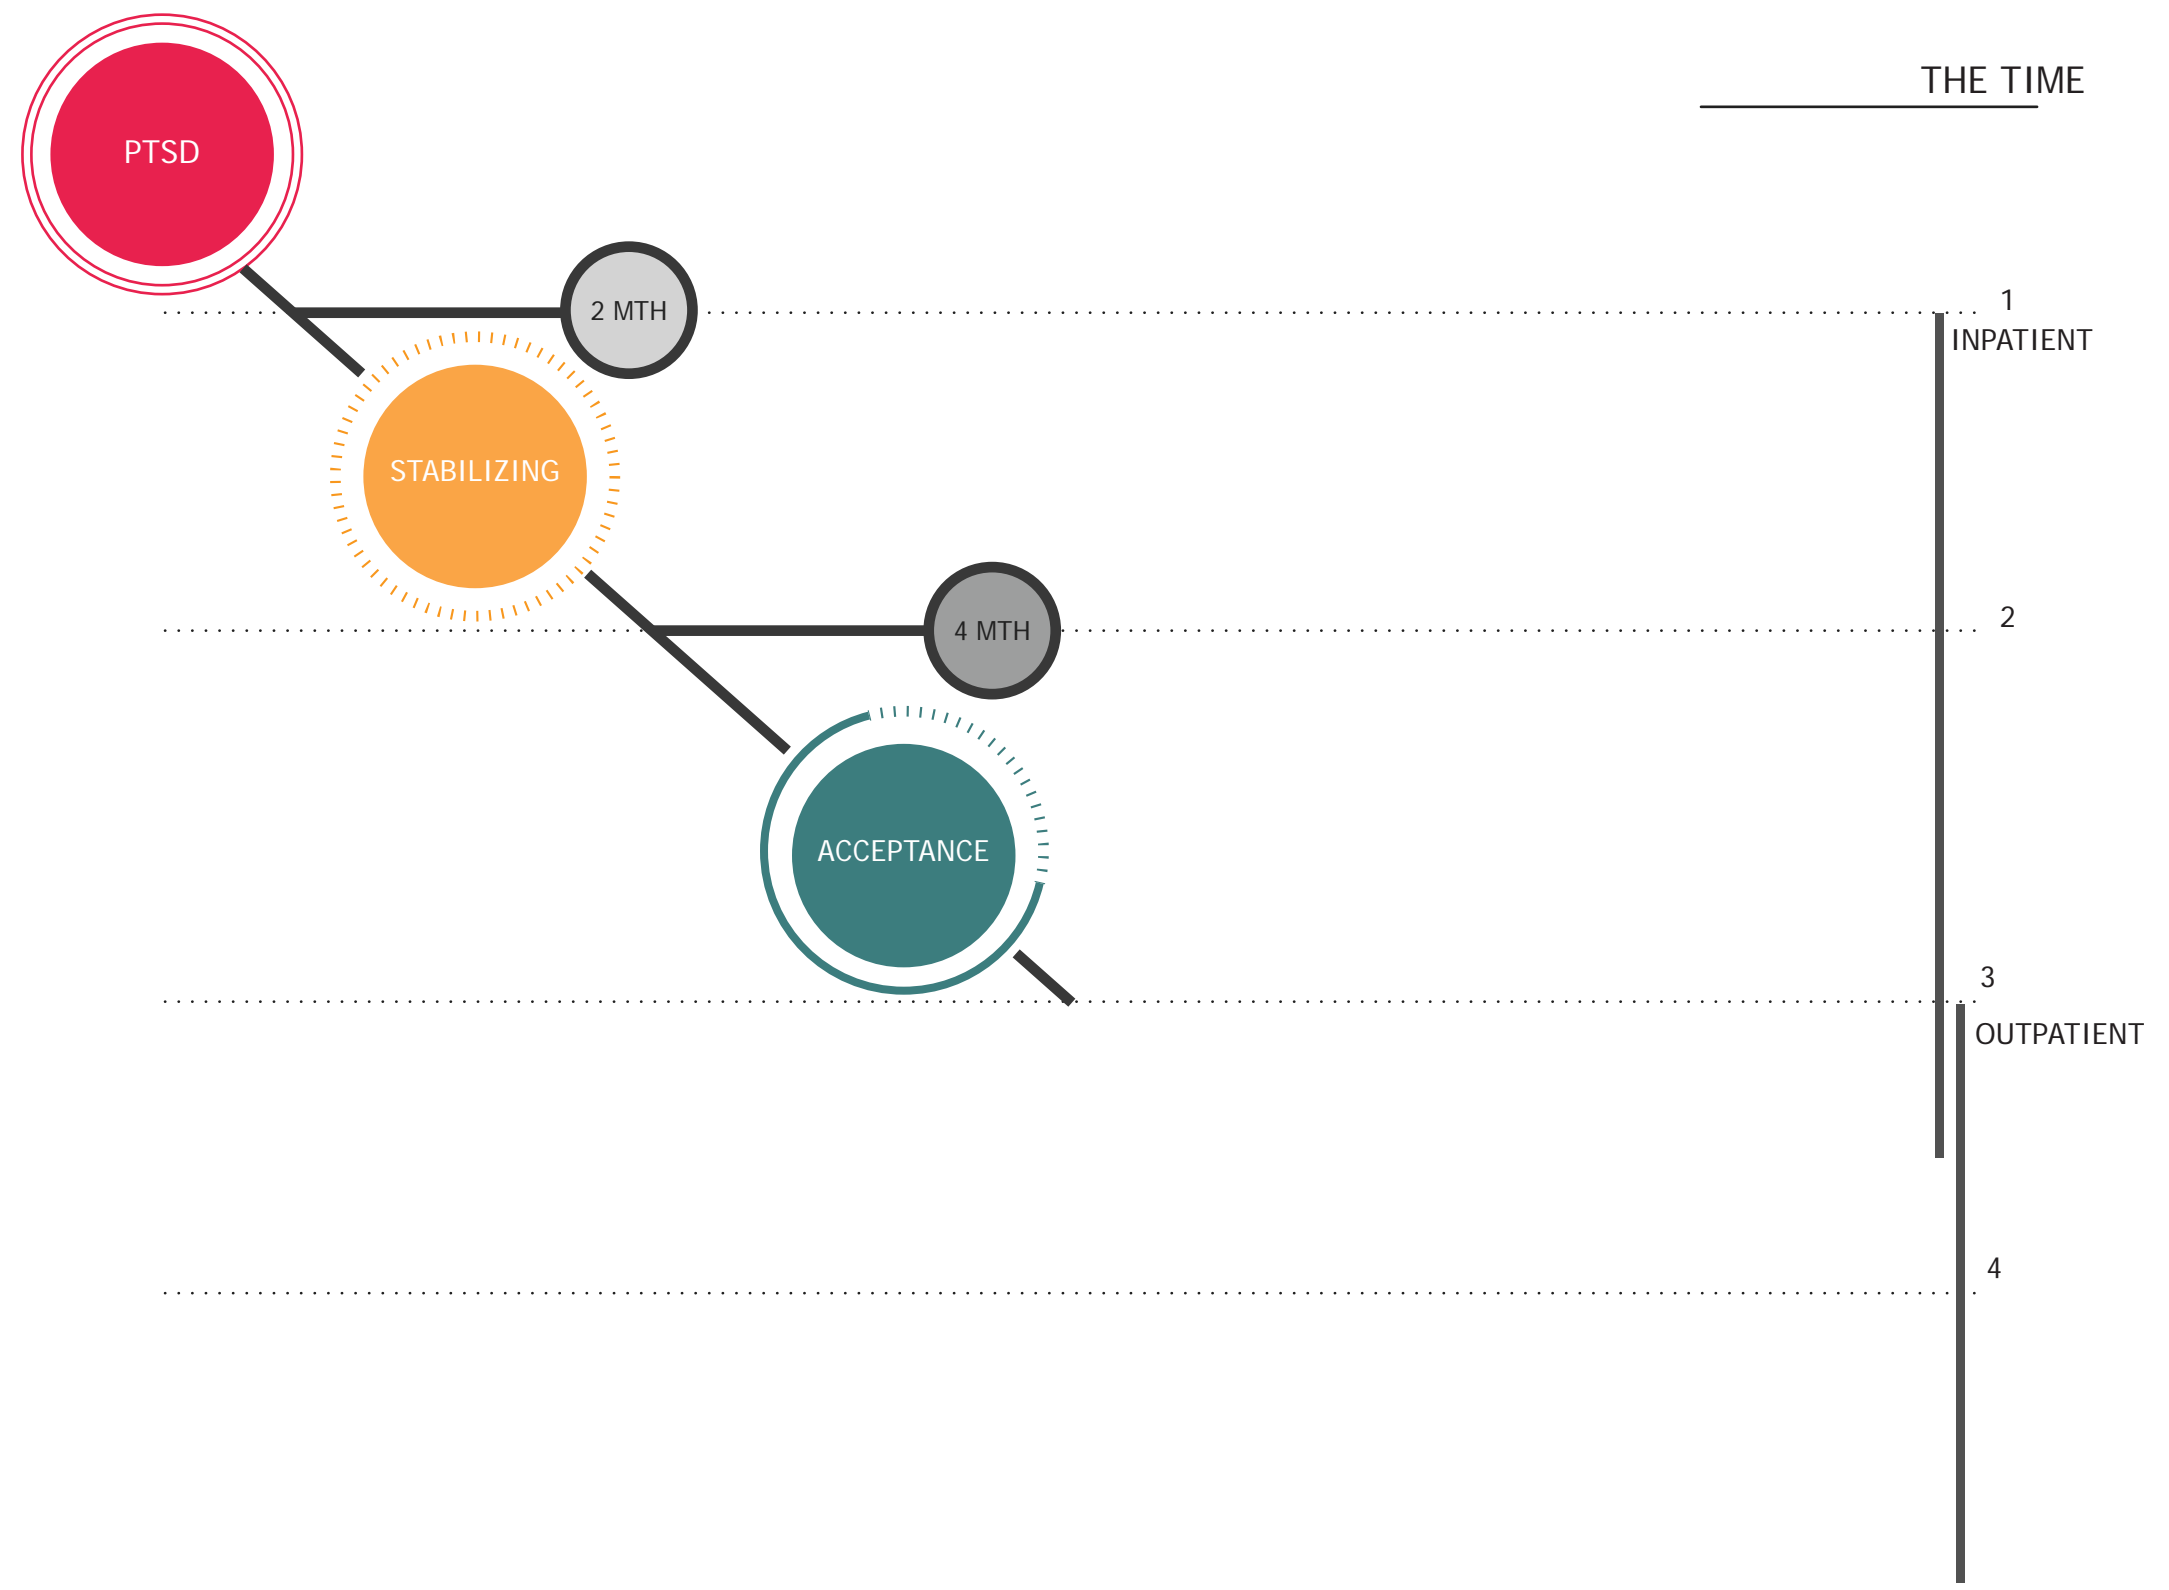 THE TIME
PTSD
1
2 MTH
INPATIENT
STABILIZING
2
4 MTH
ACCEPTANCE
3
OUTPATIENT
4